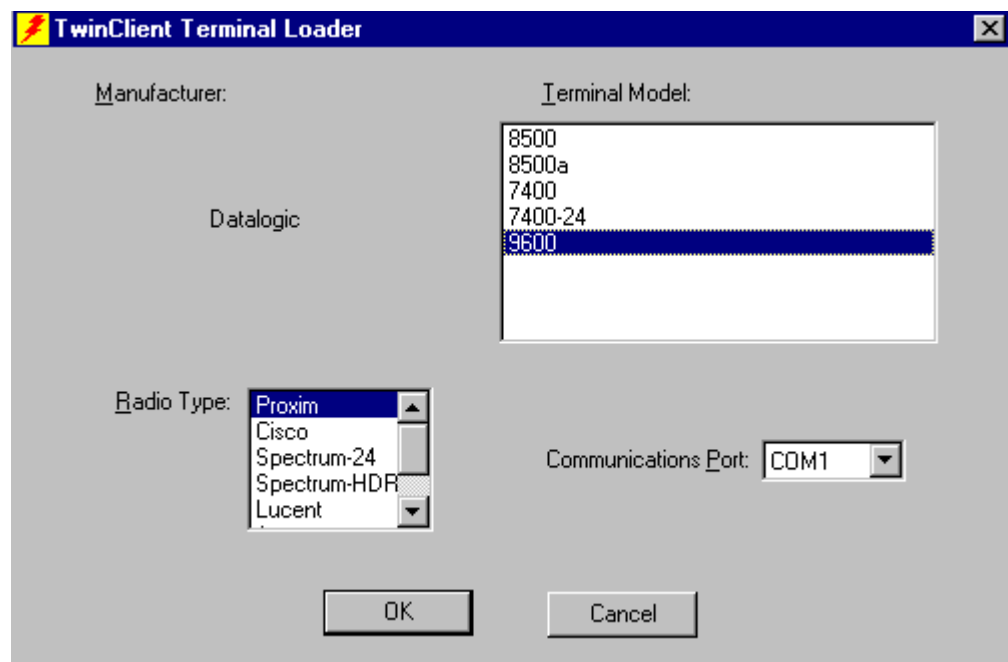 TwinClient Terminal Loader
Manufacturer:
Terminal Model:
8500
8500a
7400
7400-24
9600
Datalogic
Radio Type:
Proxim
Cisco
Spectrum-24
Spectrum-HDR
Lucent
Communications Port:
COM1
OK
Cancel